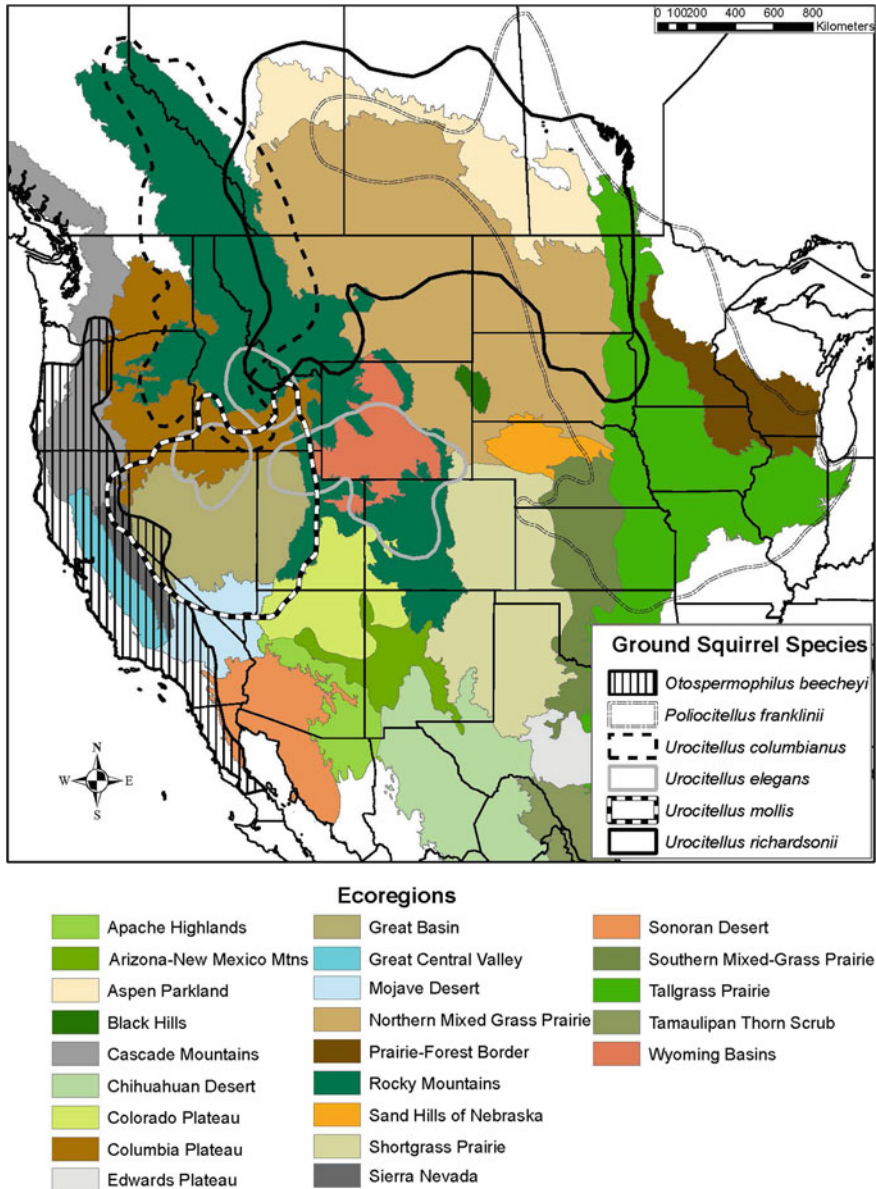 0 100200 400 600 800
Kilometers
N
W E
S
Ground Squirrel Species
Otospermophilus beecheyi
Poliocitellus franklinii
Urocitellus columbianus
Urocitellus elegans
Urocitellus mollis
Urocitellus richardsonii
Ecoregions
Apache Highlands
Arizona-New Mexico Mtns
Aspen Parkland
Black Hills
Cascade Mountains
Chihuahuan Desert
Colorado Plateau
Columbia Plateau
Edwards Plateau
Great Basin
Great Central Valley
Mojave Desert
Northern Mixed Grass Prairie
Prairie-Forest Border
Rocky Mountains
Sand Hills of Nebraska
Shortgrass Prairie
Sierra Nevada
Sonoran Desert
Southern Mixed-Grass Prairie
Tallgrass Prairie
Tamaulipan Thorn Scrub
Wyoming Basins